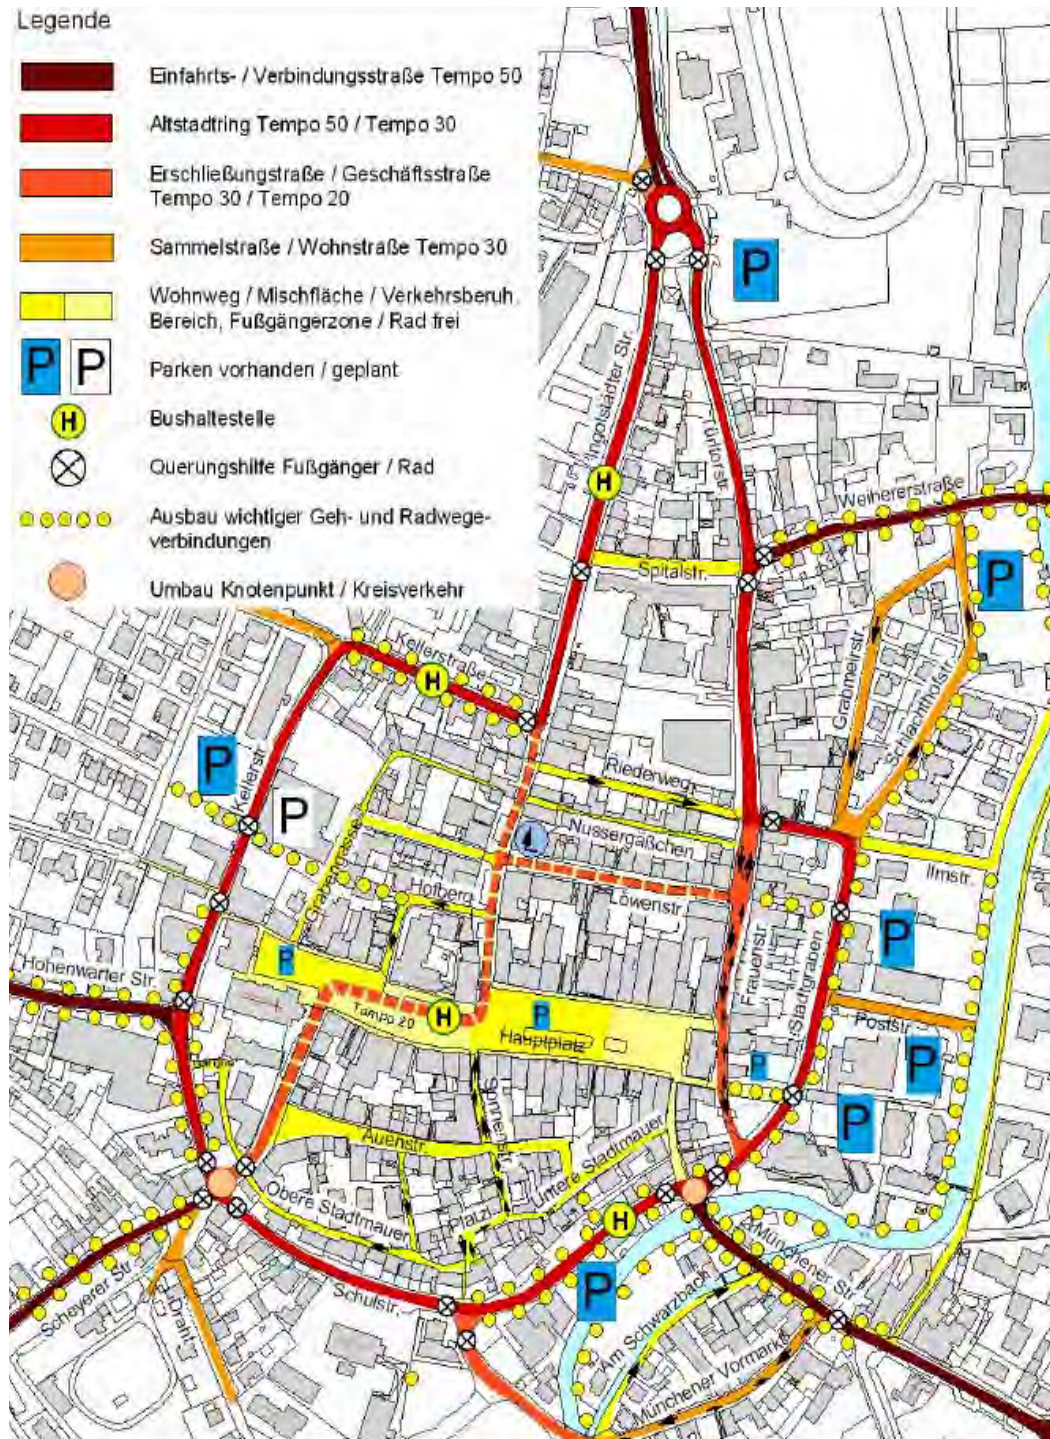 Legende
Einfahrts- / Verbindungsstraße Tempo 50
Altstadtring Tempo 50 / Tempo 30
Erschließungstraße / Geschäftsstraße
Tempo 30 / Tempo 20
Sammelstraße / Wohnstraße Tempo 30
Wohnweg / Mischfläche / Verkehrsberuh.
Bereich, Fußgängerzone / Rad frei
P P
Parken vorhanden / geplant
H
Bushaltestelle
Querungshilfe Fußgänger / Rad
Ausbau wichtiger Geh- und Radwege-
verbindungen
Umbau Knotenpunkt / Kreisverkehr
P
Ingolstädter Str.
Türltorstr.
H
Weihererstraße
Spitalstr.
P
Kellerstraße
H
Grabmeirstr.
Schlachthofstr.
Kellerstr.
P
P
Riederweg
Nussergäßchen
Grabengasse
Hofberg
Löwenstr.
Ilmstr.
Frauenstr.
Stadtgraben
P
Hohenwarter Str.
P
Tempo 20
H
P
Hauptplatz
Poststr.
P
P
P
Auenstr.
Sonnenstr.
Untere Stadtmauer
Obere Stadtmauer
Platzl
H
Münchener Str.
Scheyerer Str.
Schulstr.
P
Am Schwarzbach
Münchener Vormarkt